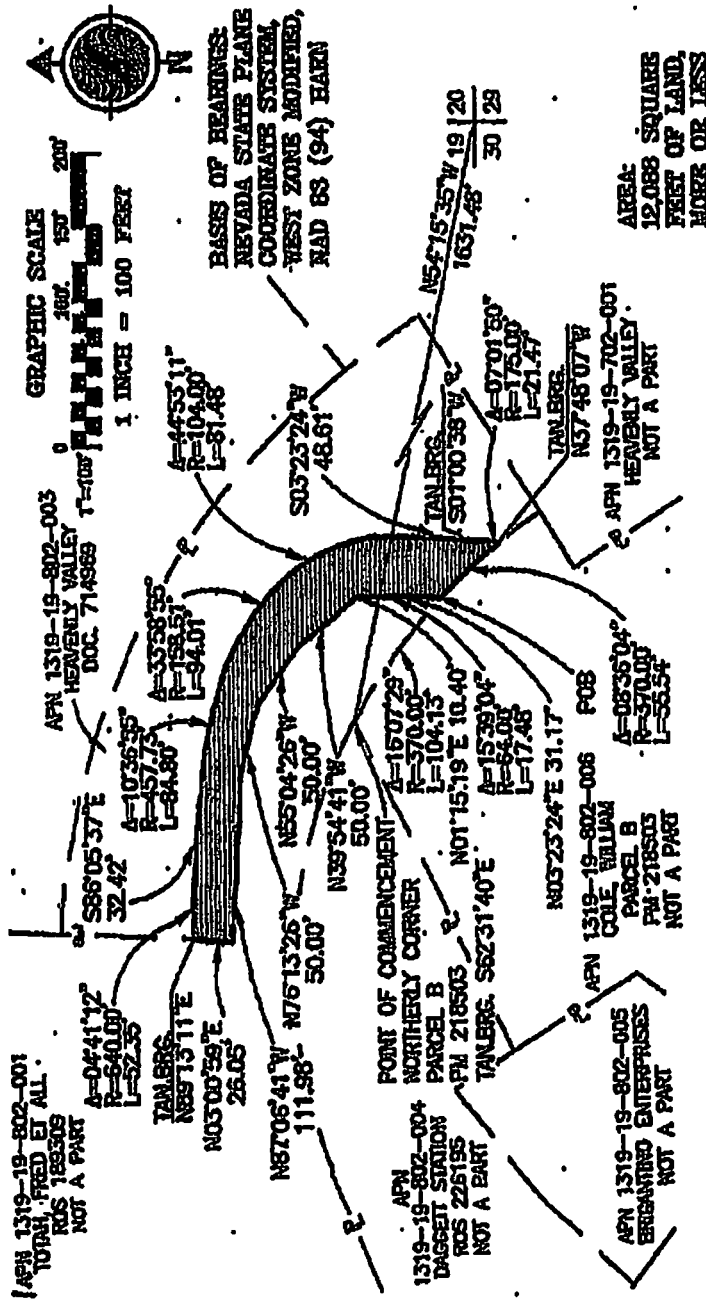 APN 1319-19-802-001
TOTAH, FRED ET ALL
ROS 189309
NOT A PART
Δ=04°41'12"
R=640.00'
L=52.35'
TAN.BRG.
N89°13'11"E
N03°00'59"E
26.05'
N87°06'41"W
111.98'
S86°05'37"E
32.42'
APN 1319-19-802-003
HEAVENLY VALLEY
DOC. 714969
Δ=10°36'55"
R=457.73'
L=84.80'
Δ=33°58'55"
R=158.51'
L=94.01'
Δ=44°53'11"
R=104.00'
L=81.48'
S03°23'24"W
48.61'
TAN.BRG.
S01°00'38"W
Δ=07°01'50"
R=175.00'
L=21.47'
TAN.BRG.
N37°48'07"W
GRAPHIC SCALE
0 100' 150' 200'
1"=100'
1 INCH = 100 FEET
N
BASIS OF BEARINGS:
NEVADA STATE PLANE
COORDINATE SYSTEM,
WEST ZONE MODIFIED,
NAD 83 (94) HARN
N54°15'35"W
1631.48'
19 20
30 29
N76°13'26"W
50.00'
N55°04'26"W
50.00'
N39°54'41"W
50.00'
Δ=16°07'29"
R=370.00'
L=104.13'
N01°15'19"E 10.40'
Δ=15°39'04"
R=64.00'
L=17.48'
N03°23'24"E 31.17'
POB
Δ=08°36'04"
R=370.00'
L=55.54'
POINT OF COMMENCEMENT
NORTHERLY CORNER
PARCEL B
PM 218503
TAN.BRG. S62°31'40"E
APN
1319-19-802-004
DAGGETT STATION
ROS 226195
NOT A PART
APN 1319-19-802-005
BRIGANTINO ENTERPRISES
NOT A PART
APN 1319-19-802-006
COLE, WILLIAM
PARCEL B
PM 218503
NOT A PART
APN 1319-19-702-001
HEAVENLY VALLEY
NOT A PART
AREA:
12,088 SQUARE
FEET OF LAND,
MORE OR LESS